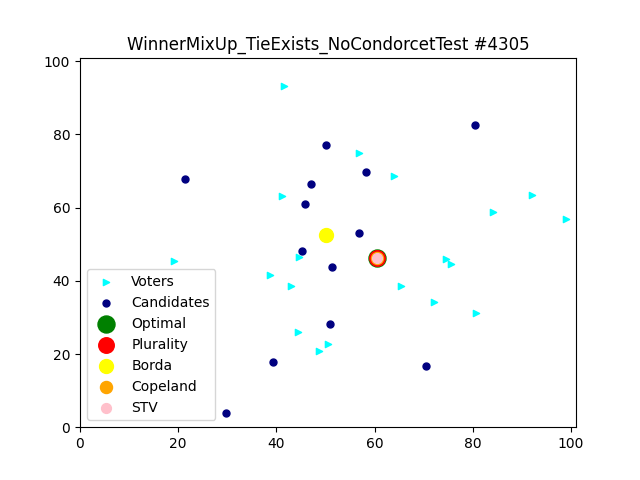 WinnerMixUp_TieExists_NoCondorcetTest #4305
100
80
60
40
20
0
Voters
Candidates
Optimal
Plurality
Borda
Copeland
STV
0 20 40 60 80 100